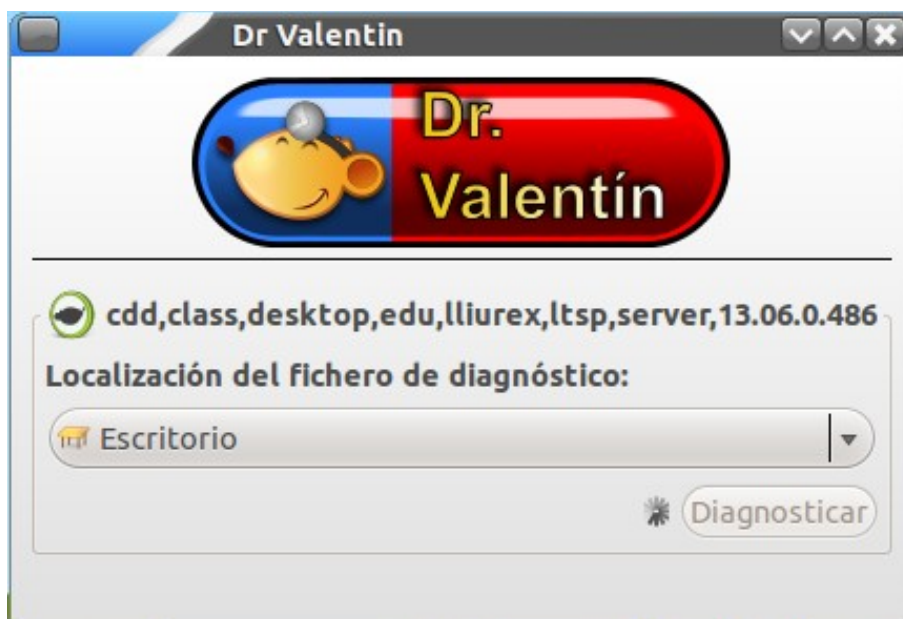 Dr Valentin
Dr.
Valentín
cdd,class,desktop,edu,lliurex,ltsp,server,13.06.0.486
Localización del fichero de diagnóstico:
Escritorio
Diagnosticar